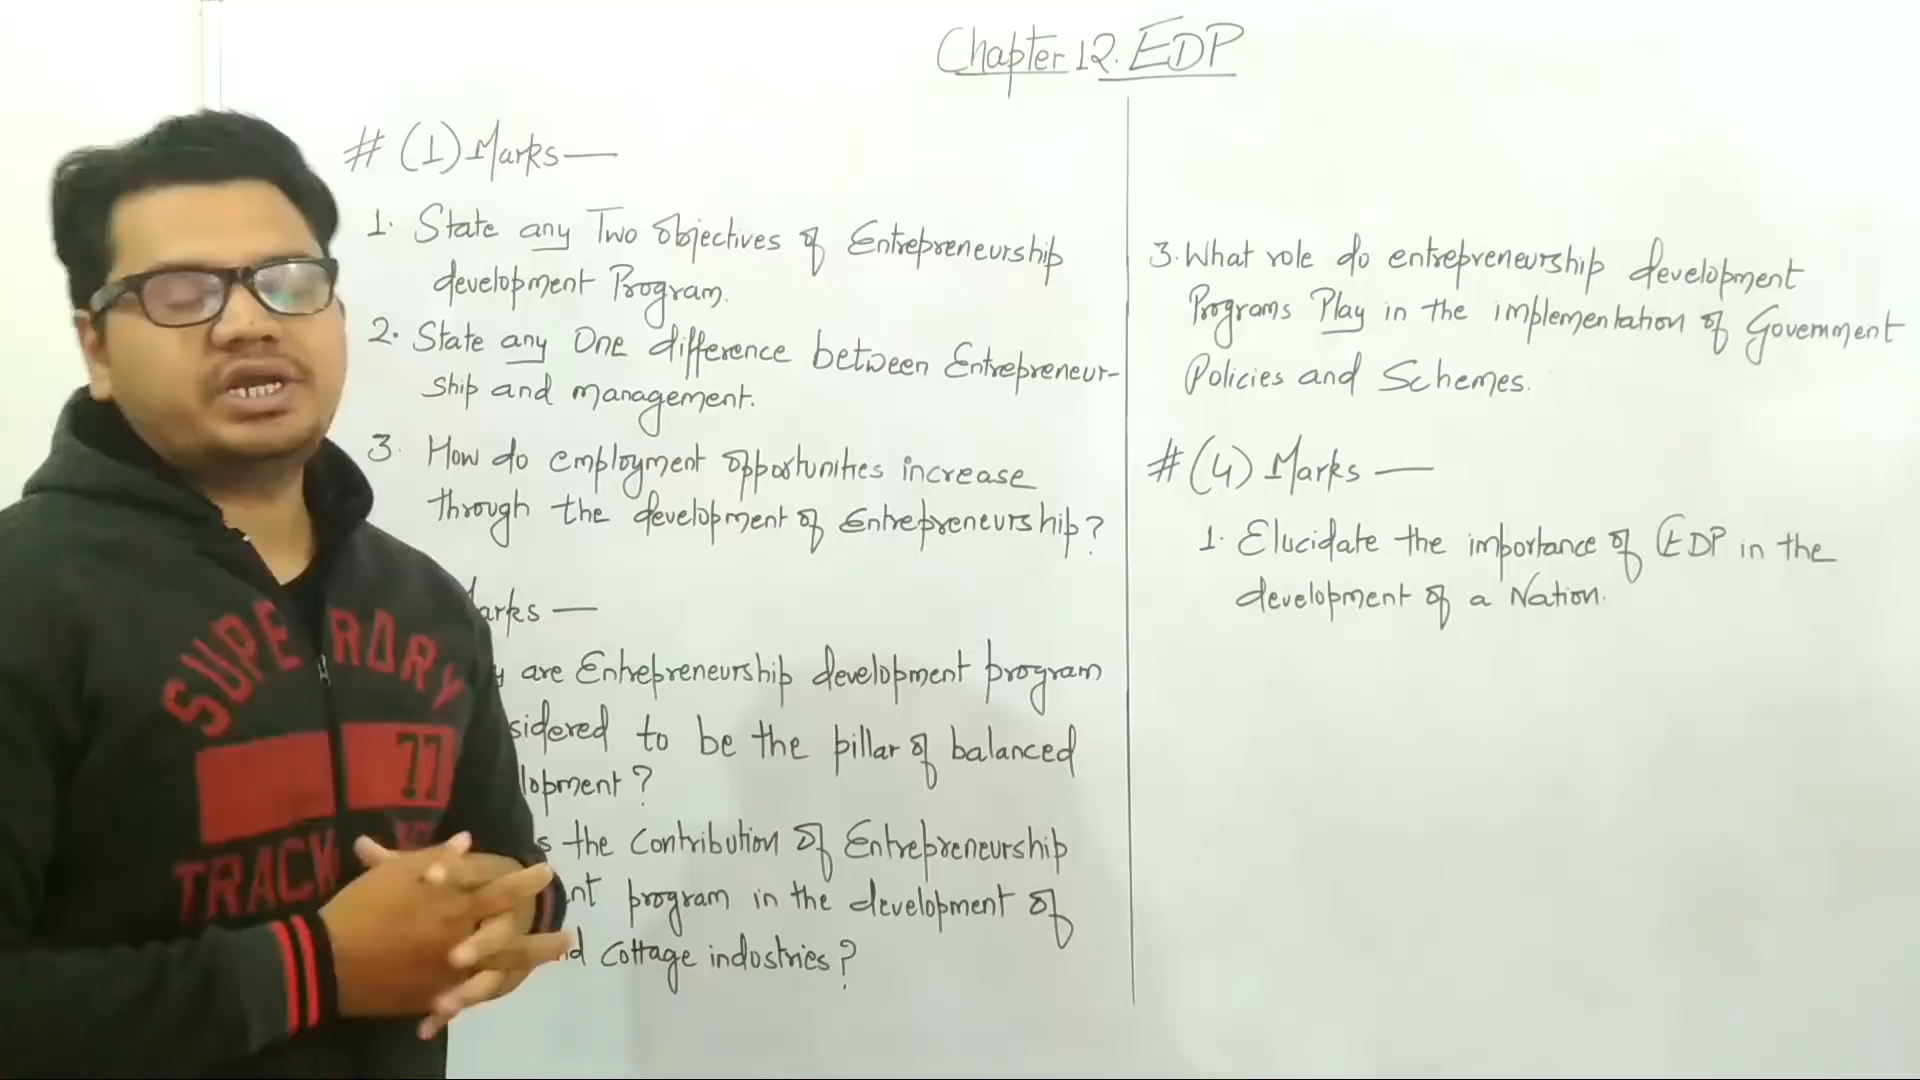 Chapter 12. EDP
# (1) Marks —
1. State any Two Objectives of Entrepreneurship
development Program.
2. State any One difference between Entrepreneur-
ship and management.
3. How do employment opportunities increase
through the development of Entrepreneurship?
arks —
are Entrepreneurship development program
sidered to be the pillar of balanced
lopment?
s the Contribution of Entrepreneurship
nt program in the development of
nd Cottage industries?
3. What role do entrepreneurship development
Programs Play in the implementation of Government
Policies and Schemes.
# (4) Marks —
1. Elucidate the importance of EDP in the
development of a Nation.
SUPERDRY
77
TRACK